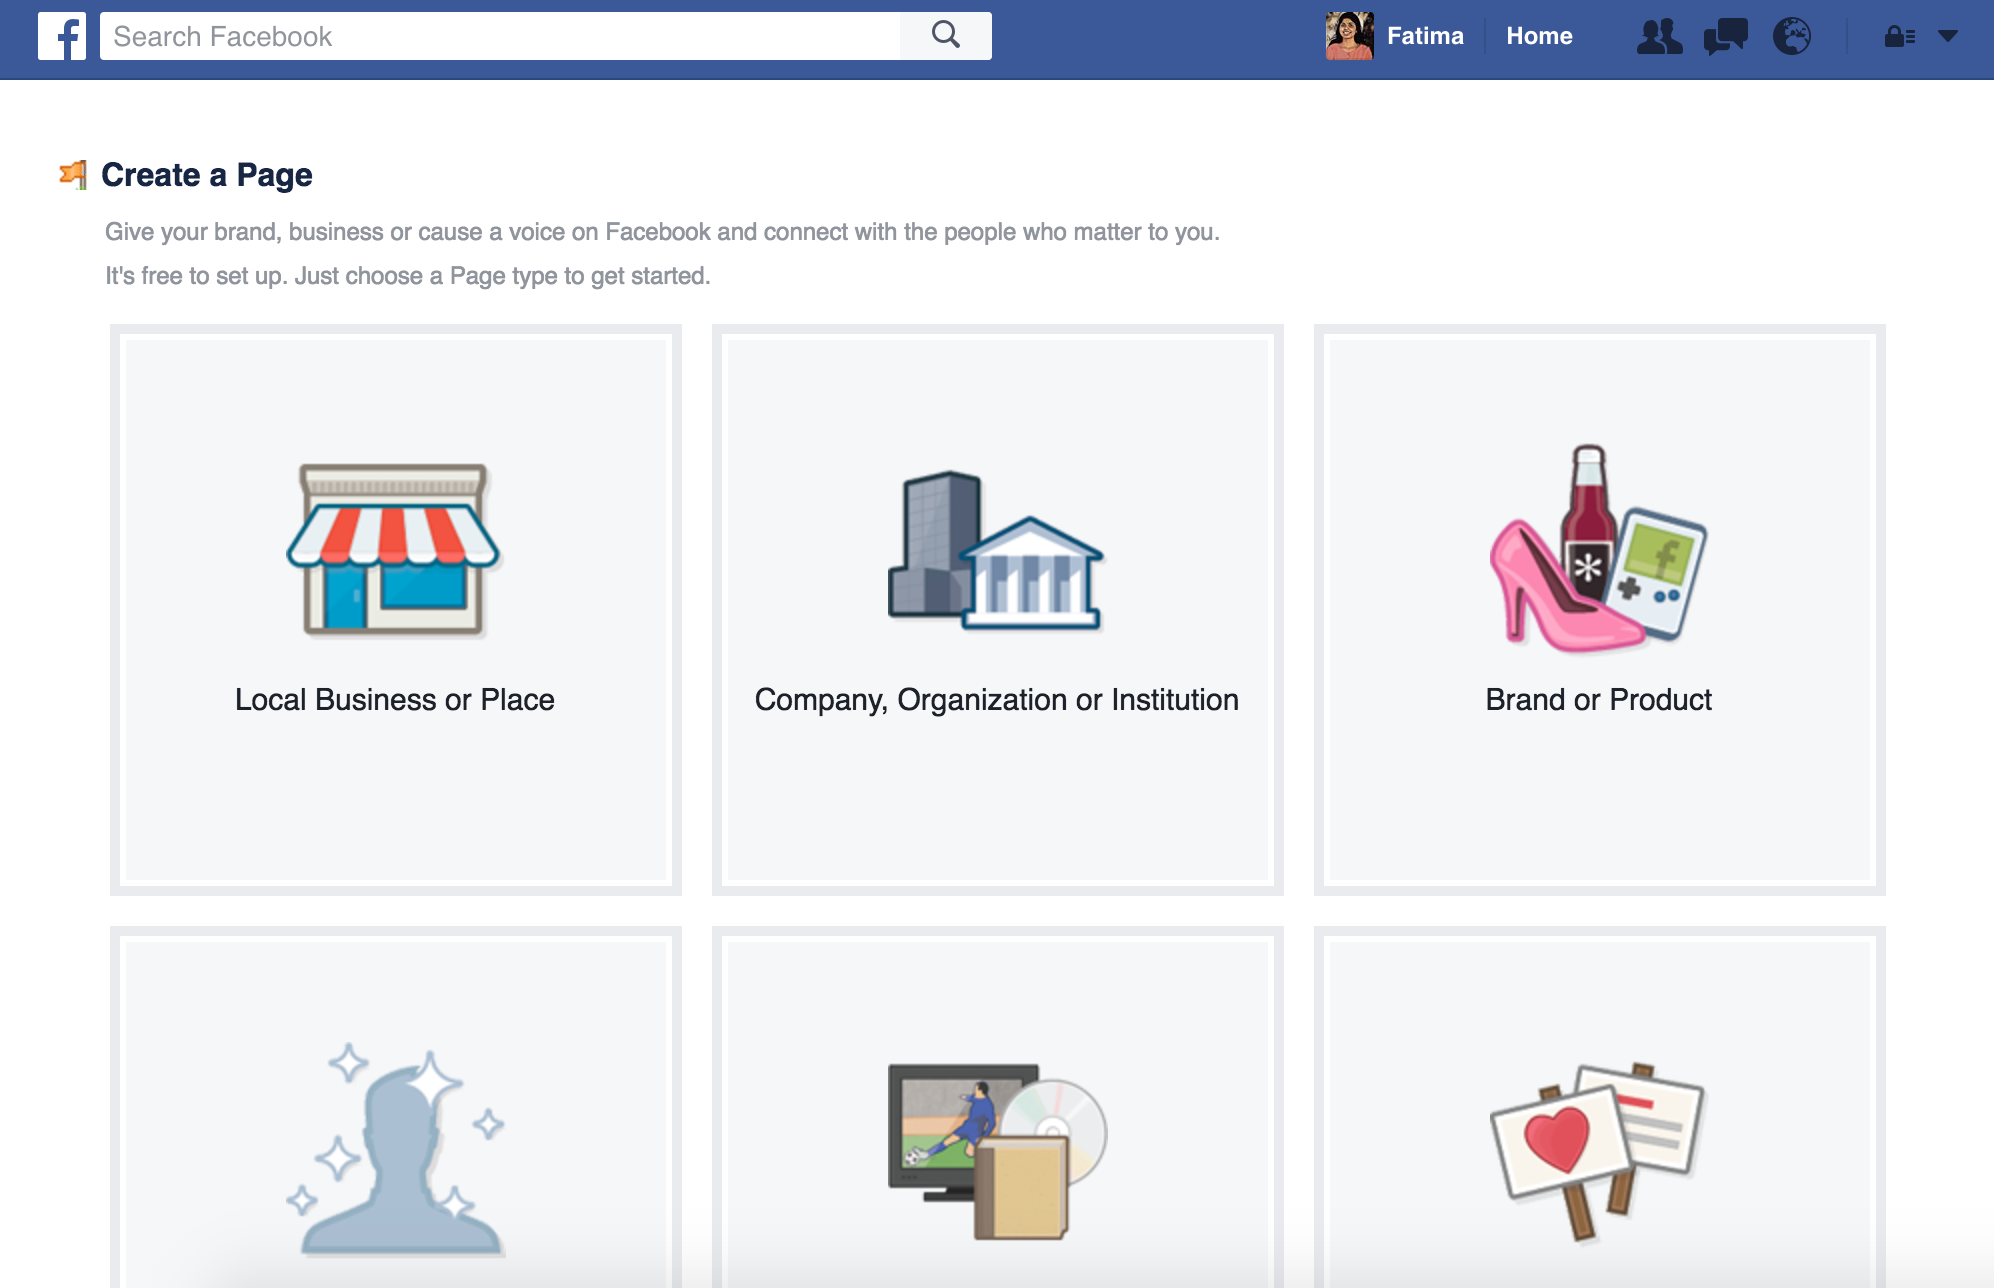 Search Facebook
Fatima
Home
Create a Page
Give your brand, business or cause a voice on Facebook and connect with the people who matter to you.
It's free to set up. Just choose a Page type to get started.
Local Business or Place
Company, Organization or Institution
Brand or Product